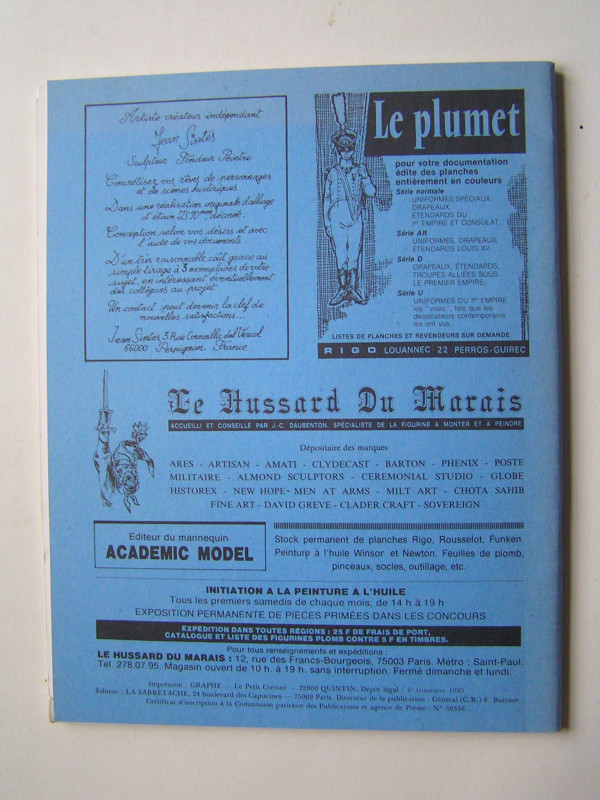 Artiste créateur indépendant
Jean Sintès
Sculpteur Fondeur Peintre
Concrétisez vos rêves de personnages
et de scènes historiques
Dans une réalisation originale d'alliage
d'étain
Conception selon vos désirs et avec
l'aide de vos documents
D'un très raisonnable coût grace au
simple tirage à 3 exemplaires de votre
sujet, en intéressant éventuellement
des collègues au projet
Un contact peut devenir la clef de
nouvelles satisfactions...
Jean Sintès, 3 Rue Corneilla del Vercol
66000 Perpignan France
Le plumet
pour votre documentation
édite des planches
entièrement en couleurs
Série normale
UNIFORMES SPÉCIAUX,
DRAPEAUX,
ÉTENDARDS DU
Ier EMPIRE ET CONSULAT.
Série AR
UNIFORMES, DRAPEAUX,
ÉTENDARDS LOUIS XV.
Série D
DRAPEAUX, ÉTENDARDS,
TROUPES ALLIÉES SOUS
LE PREMIER EMPIRE.
Série U
UNIFORMES DU Ier EMPIRE
les "vrais", tels que les
dessinateurs contemporains
les ont vus.
LISTES DE PLANCHES ET REVENDEURS SUR DEMANDE
RIGO LOUANNEC - 22 PERROS-GUIREC
Le Hussard Du Marais
ACCUEILLI ET CONSEILLÉ PAR J.-C. DAUBENTON, SPÉCIALISTE DE LA FIGURINE A MONTER ET A PEINDRE
Dépositaire des marques
ARES - ARTISAN - AMATI - CLYDECAST - BARTON - PHENIX - POSTE
MILITAIRE - ALMOND SCULPTORS - CEREMONIAL STUDIO - GLOBE
HISTOREX - NEW HOPE - MEN AT ARMS - MILT ART - CHOTA SAHIB
FINE ART - DAVID GREVE - CLADER CRAFT - SOVEREIGN
Editeur du mannequin
ACADEMIC MODEL
Stock permanent de planches Rigo, Rousselot, Funken.
Peinture à l'huile Winsor et Newton. Feuilles de plomb,
pinceaux, socles, outillage, etc.
INITIATION A LA PEINTURE A L'HUILE
Tous les premiers samedis de chaque mois, de 14 h à 19 h
EXPOSITION PERMANENTE DE PIÈCES PRIMÉES DANS LES CONCOURS
EXPÉDITION DANS TOUTES RÉGIONS : 25 F DE FRAIS DE PORT,
CATALOGUE ET LISTE DES FIGURINES PLOMB CONTRE 5 F EN TIMBRES.
Pour tous renseignements et expéditions :
LE HUSSARD DU MARAIS : 12, rue des Francs-Bourgeois, 75003 Paris. Métro : Saint-Paul.
Tél. 278.07.95. Magasin ouvert de 10 h. à 19 h. sans interruption. Fermé dimanche et lundi.
Impression : GRAPHE — Le Petit Crénan — 22800 QUINTIN. Dépôt légal : 4e trimestre 1985.
Éditeur : LA SABRETACHE, 24 boulevard des Capucines — 75009 Paris. Directeur de la publication : Général (C.R.) F. Buttner.
Certificat d'inscription à la Commission paritaire des Publications et agence de Presse : N° 50836